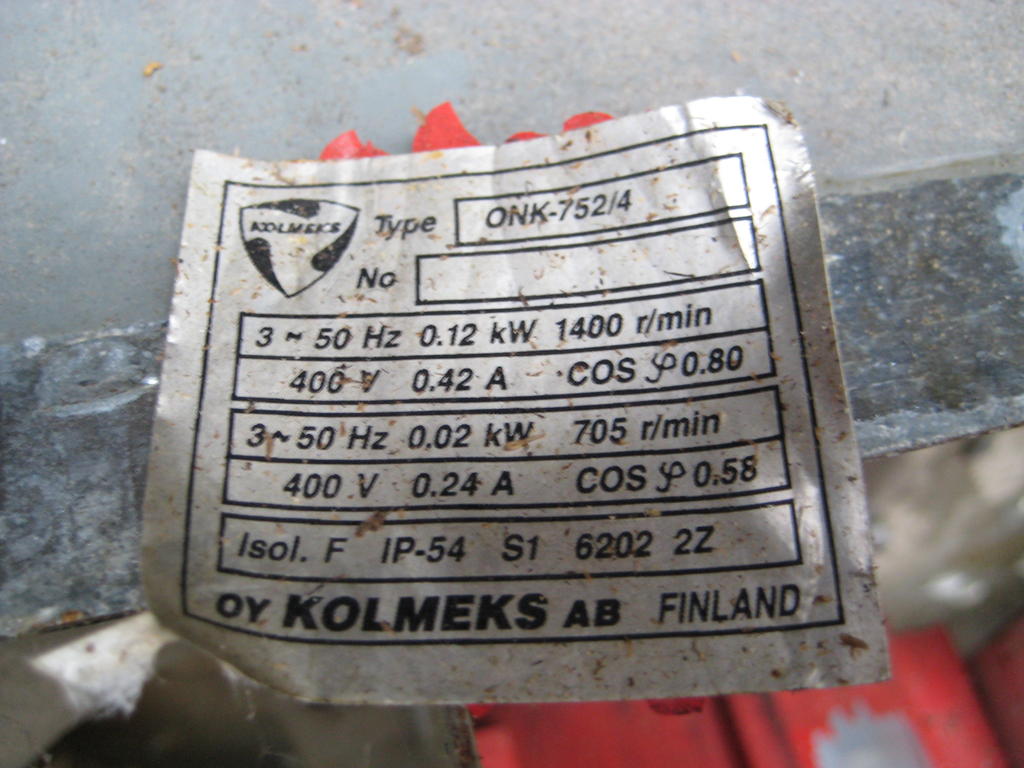 KOLMEKS Type ONK-752/4
No
3 ~ 50 Hz 0.12 kW 1400 r/min
400 V 0.42 A COS φ 0.80
3 ~ 50 Hz 0.02 kW 705 r/min
400 V 0.24 A COS φ 0.58
Isol. F IP-54 S1 6202 2Z
OY KOLMEKS AB FINLAND